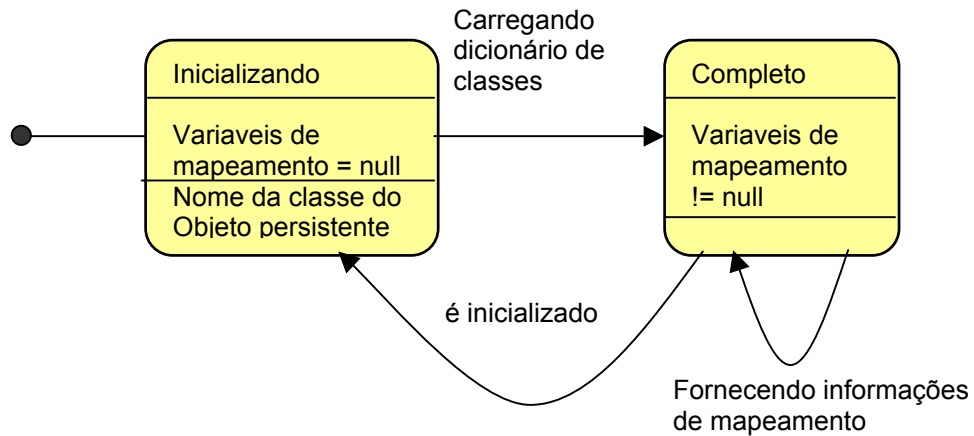 Carregando
dicionário de
classes
Inicializando
Variaveis de
mapeamento = null
Nome da classe do
Objeto persistente
Completo
Variaveis de
mapeamento
!= null
é inicializado
Fornecendo informações
de mapeamento